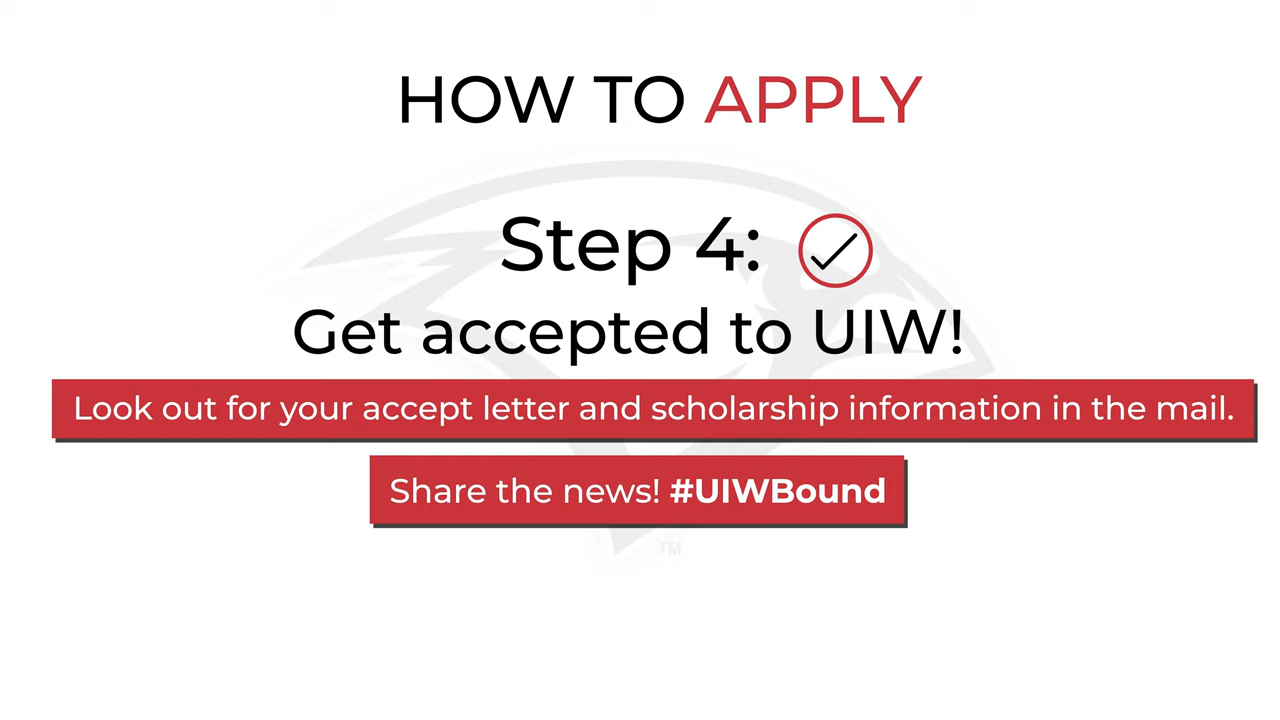 HOW TO APPLY
Step 4:
Get accepted to UIW!
Look out for your accept letter and scholarship information in the mail.
Share the news! #UIWBound
TM